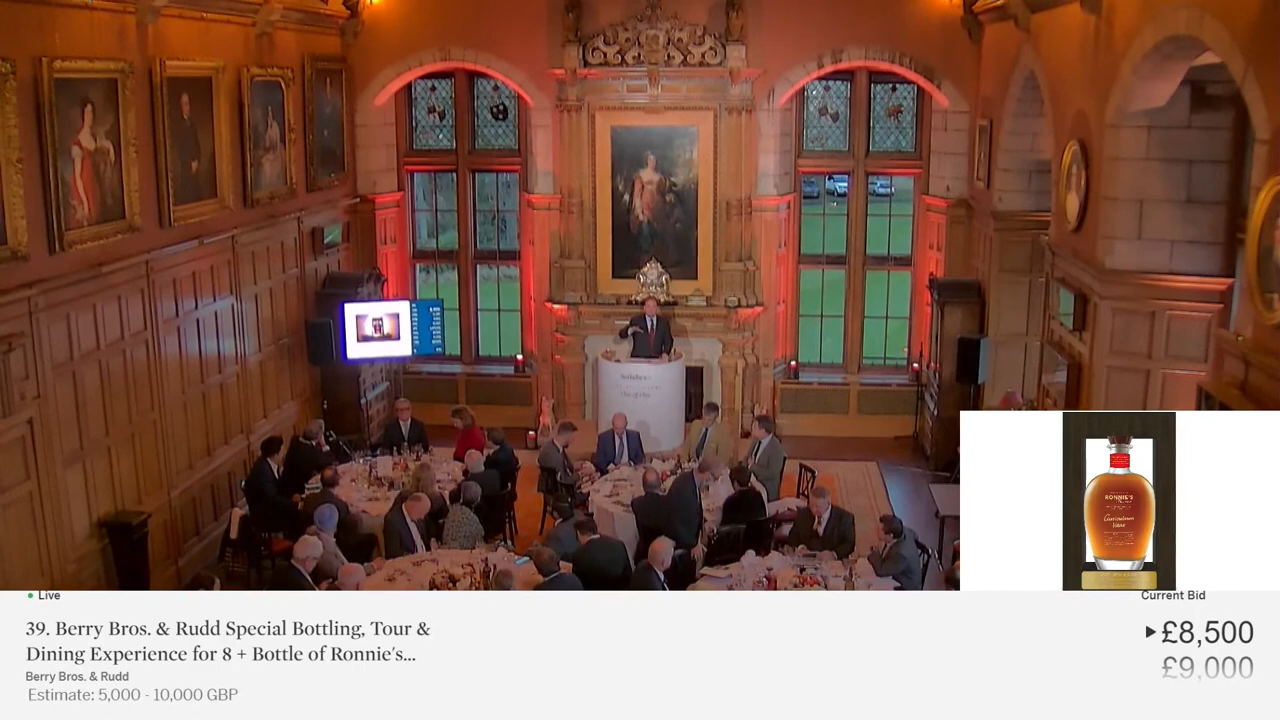 Sotheby's
RONNIE'S
Live
Current Bid
39. Berry Bros. & Rudd Special Bottling, Tour &
£8,500
Dining Experience for 8 + Bottle of Ronnie's...
£9,000
Berry Bros. & Rudd
Estimate: 5,000 - 10,000 GBP